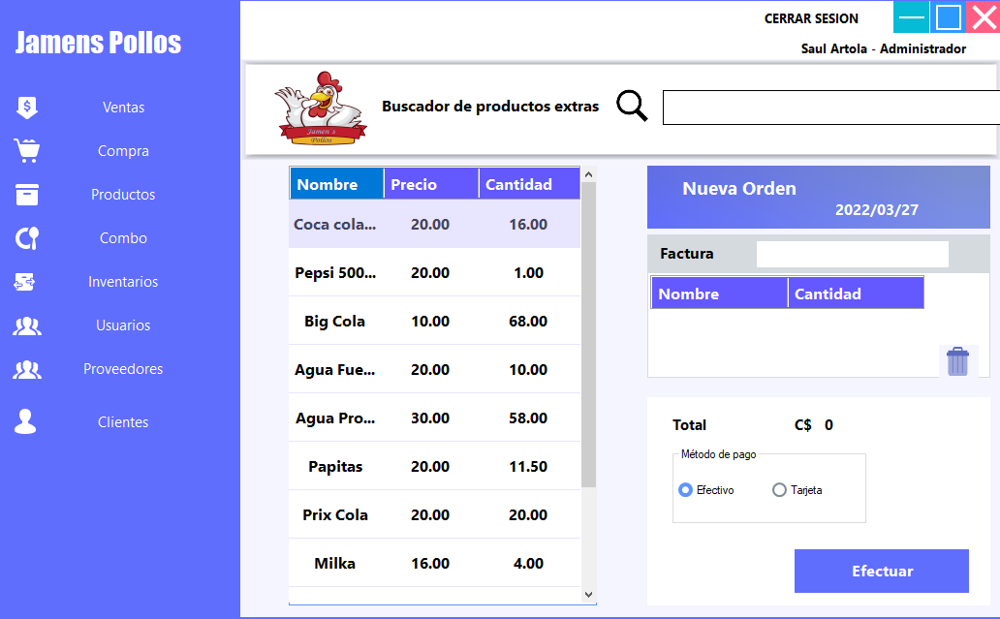 Jamens Pollos
Ventas
Compra
Productos
Combo
Inventarios
Usuarios
Proveedores
Clientes
CERRAR SESION
Saul Artola - Administrador
Jamen´s
Pollos
Buscador de productos extras
Nombre Precio Cantidad
Coca cola... 20.00 16.00
Pepsi 500... 20.00 1.00
Big Cola 10.00 68.00
Agua Fue... 20.00 10.00
Agua Pro... 30.00 58.00
Papitas 20.00 11.50
Prix Cola 20.00 20.00
Milka 16.00 4.00
Nueva Orden
2022/03/27
Factura
Nombre Cantidad
Total C$ 0
Método de pago
Efectivo Tarjeta
Efectuar